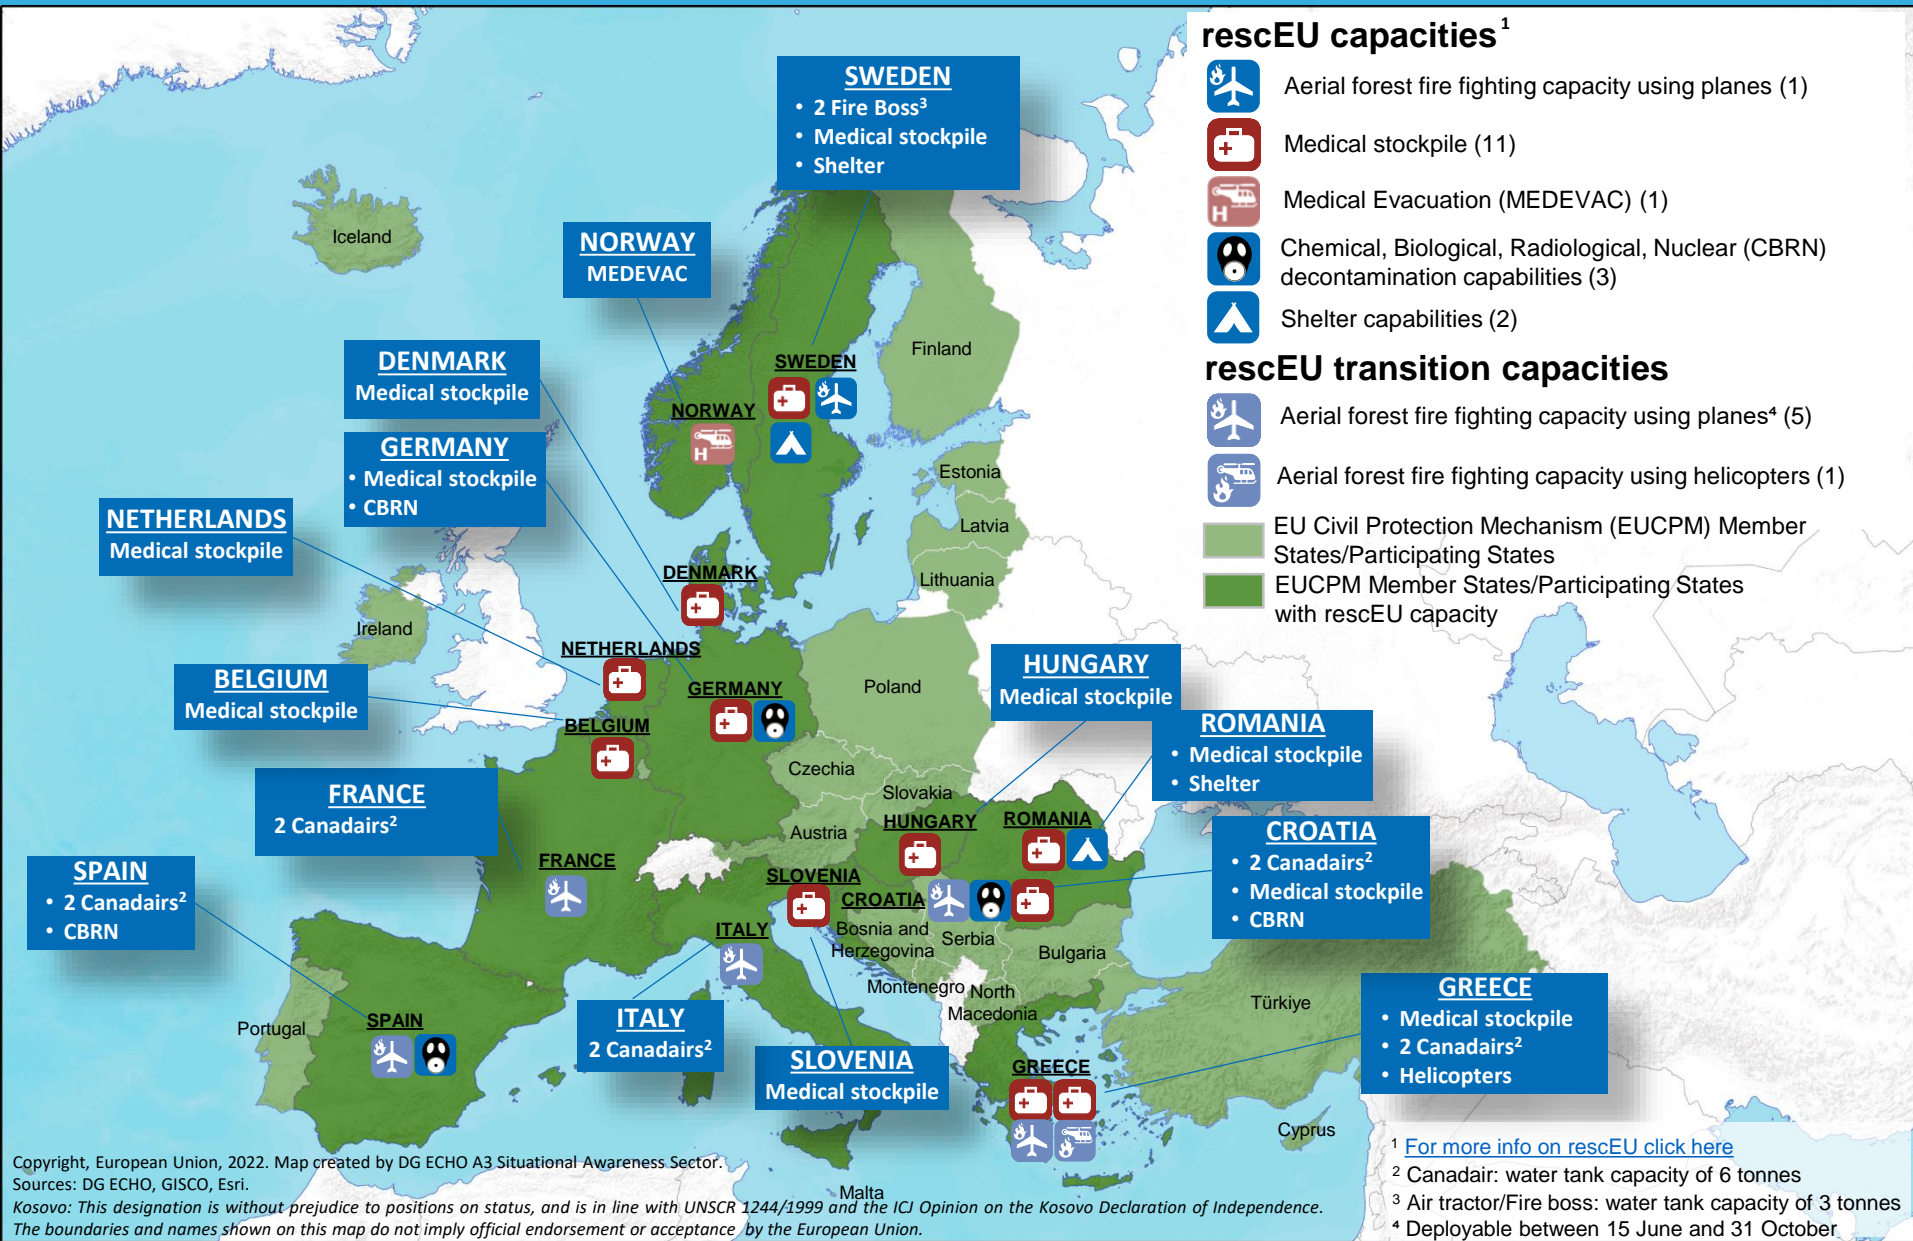 rescEU capacities¹
Aerial forest fire fighting capacity using planes (1)
Medical stockpile (11)
Medical Evacuation (MEDEVAC) (1)
Chemical, Biological, Radiological, Nuclear (CBRN)
decontamination capabilities (3)
Shelter capabilities (2)
rescEU transition capacities
Aerial forest fire fighting capacity using planes⁴ (5)
Aerial forest fire fighting capacity using helicopters (1)
EU Civil Protection Mechanism (EUCPM) Member
States/Participating States
EUCPM Member States/Participating States
with rescEU capacity
SWEDEN
• 2 Fire Boss³
• Medical stockpile
• Shelter
NORWAY
MEDEVAC
DENMARK
Medical stockpile
GERMANY
• Medical stockpile
• CBRN
NETHERLANDS
Medical stockpile
BELGIUM
Medical stockpile
FRANCE
2 Canadairs²
SPAIN
• 2 Canadairs²
• CBRN
ITALY
2 Canadairs²
SLOVENIA
Medical stockpile
HUNGARY
Medical stockpile
ROMANIA
• Medical stockpile
• Shelter
CROATIA
• 2 Canadairs²
• Medical stockpile
• CBRN
GREECE
• Medical stockpile
• 2 Canadairs²
• Helicopters
Iceland
SWEDEN
Finland
NORWAY
H
Estonia
Latvia
Lithuania
DENMARK
Ireland
NETHERLANDS
GERMANY
Poland
BELGIUM
Czechia
Slovakia
Austria
HUNGARY
ROMANIA
FRANCE
SLOVENIA
CROATIA
ITALY
Bosnia and
Herzegovina
Serbia
Bulgaria
Montenegro
North
Macedonia
Türkiye
Portugal
SPAIN
GREECE
Cyprus
Malta
Copyright, European Union, 2022. Map created by DG ECHO A3 Situational Awareness Sector.
Sources: DG ECHO, GISCO, Esri.
Kosovo: This designation is without prejudice to positions on status, and is in line with UNSCR 1244/1999 and the ICJ Opinion on the Kosovo Declaration of Independence.
The boundaries and names shown on this map do not imply official endorsement or acceptance by the European Union.
¹ For more info on rescEU click here
² Canadair: water tank capacity of 6 tonnes
³ Air tractor/Fire boss: water tank capacity of 3 tonnes
⁴ Deployable between 15 June and 31 October
H